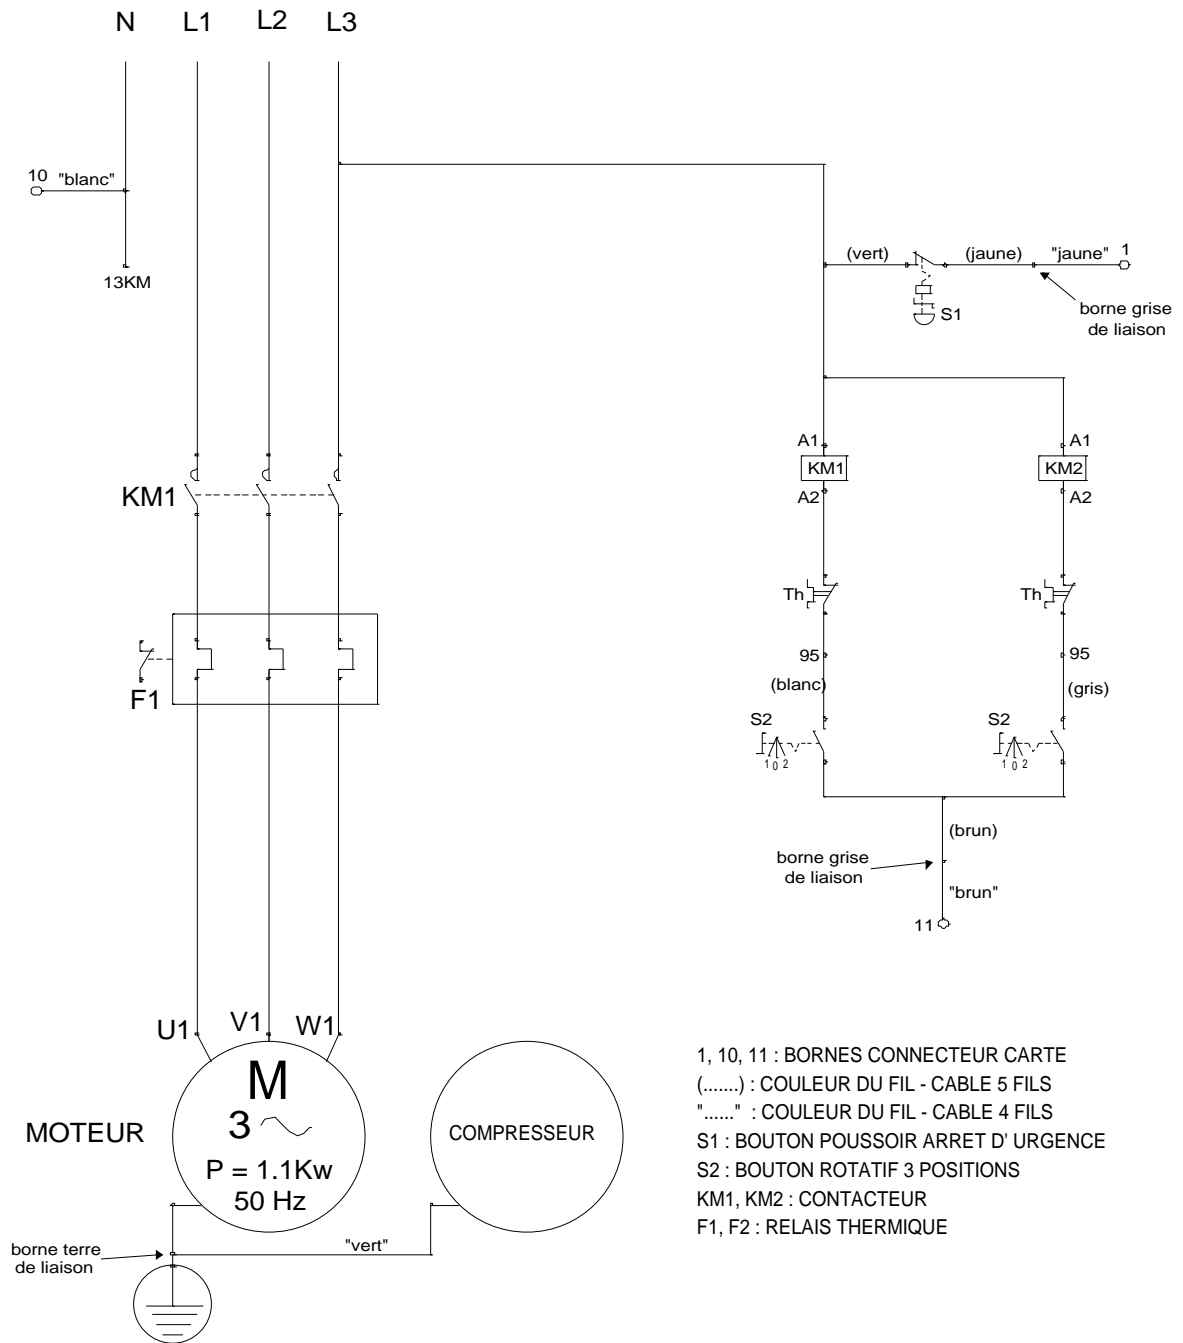 N L1 L2 L3
10 "blanc"
13KM
(vert) (jaune) "jaune" 1
S1
borne grise
de liaison
A1 A1
KM1 KM2
A2 A2
KM1
Th Th
95 95
(blanc) (gris)
F1
S2 S2
1 0 2 1 0 2
(brun)
borne grise
de liaison
"brun"
11
U1 V1 W1
M
3
MOTEUR
P = 1.1Kw
50 Hz
COMPRESSEUR
1, 10, 11 : BORNES CONNECTEUR CARTE
(.......) : COULEUR DU FIL - CABLE 5 FILS
"......" : COULEUR DU FIL - CABLE 4 FILS
S1 : BOUTON POUSSOIR ARRET D' URGENCE
S2 : BOUTON ROTATIF 3 POSITIONS
KM1, KM2 : CONTACTEUR
F1, F2 : RELAIS THERMIQUE
borne terre
de liaison
"vert"